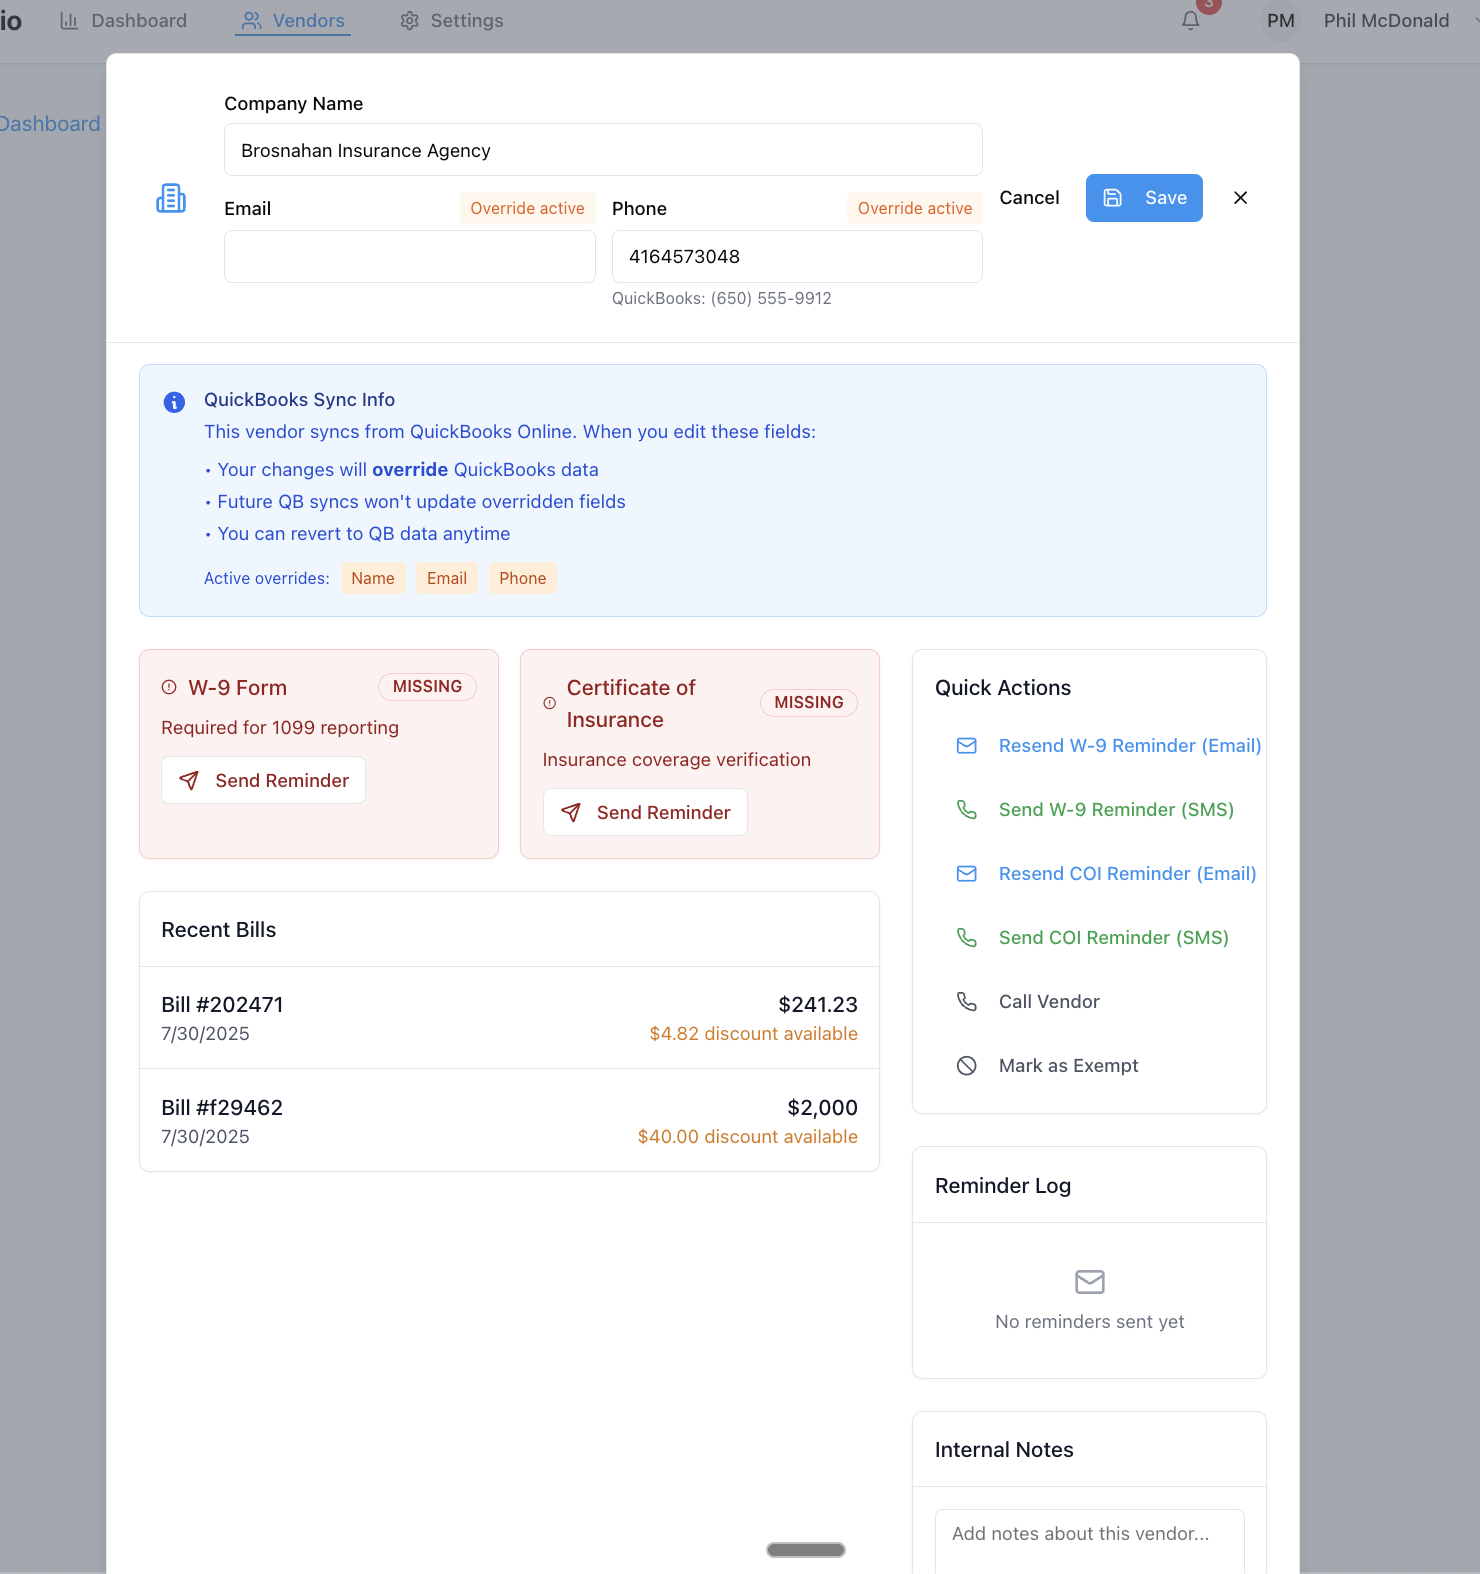 io
Dashboard
Vendors
Settings
3
PM
Phil McDonald
Dashboard
Company Name
Brosnahan Insurance Agency
Email
Override active
Phone
Override active
4164573048
QuickBooks: (650) 555-9912
Cancel
Save
QuickBooks Sync Info
This vendor syncs from QuickBooks Online. When you edit these fields:
• Your changes will override QuickBooks data
• Future QB syncs won't update overridden fields
• You can revert to QB data anytime
Active overrides: Name Email Phone
W-9 Form
MISSING
Required for 1099 reporting
Send Reminder
Certificate of
Insurance
MISSING
Insurance coverage verification
Send Reminder
Recent Bills
Bill #202471
$241.23
7/30/2025
$4.82 discount available
Bill #f29462
$2,000
7/30/2025
$40.00 discount available
Quick Actions
Resend W-9 Reminder (Email)
Send W-9 Reminder (SMS)
Resend COI Reminder (Email)
Send COI Reminder (SMS)
Call Vendor
Mark as Exempt
Reminder Log
No reminders sent yet
Internal Notes
Add notes about this vendor...